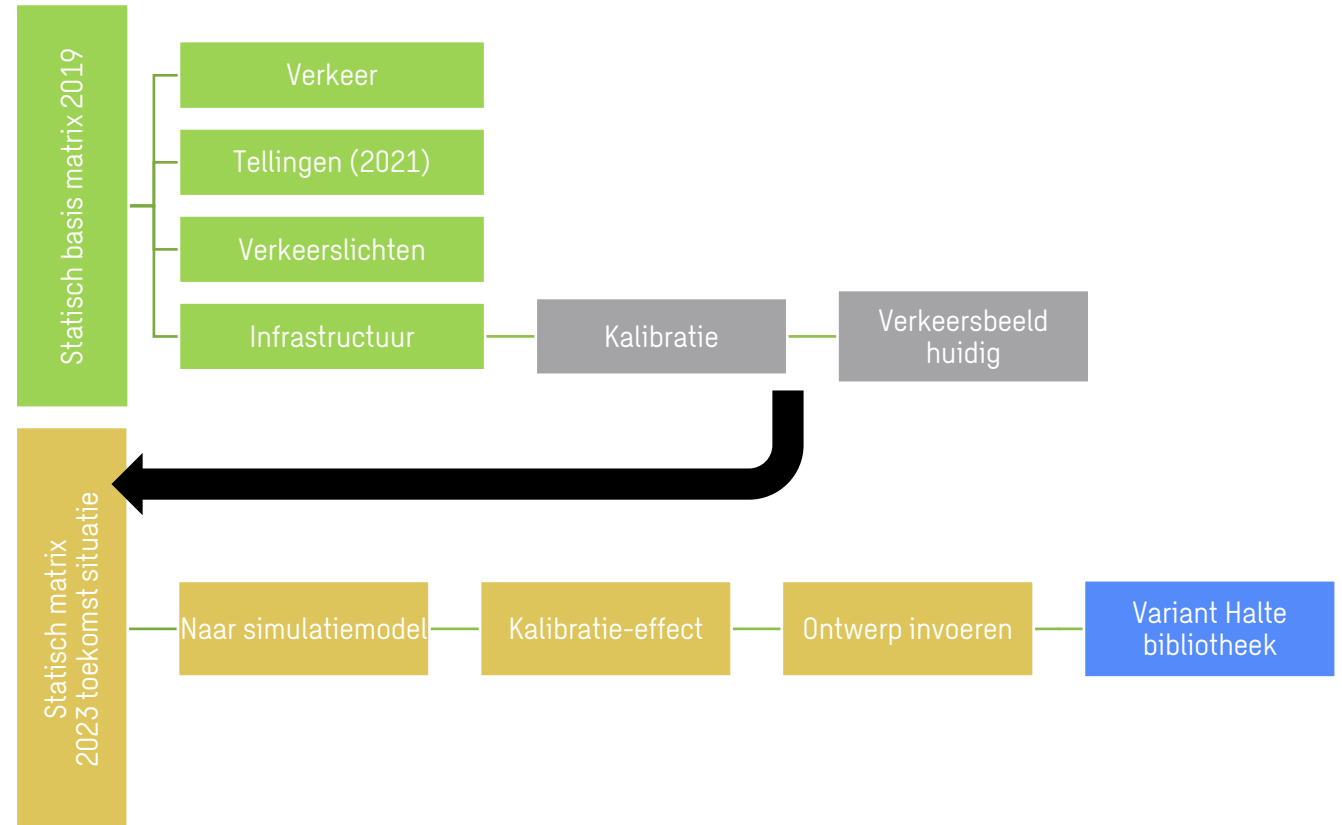 Statisch basis matrix 2019
Verkeer
Tellingen (2021)
Verkeerslichten
Infrastructuur
Kalibratie
Verkeersbeeld
huidig
Statisch matrix
2023 toekomst situatie
Naar simulatiemodel
Kalibratie-effect
Ontwerp invoeren
Variant Halte
bibliotheek